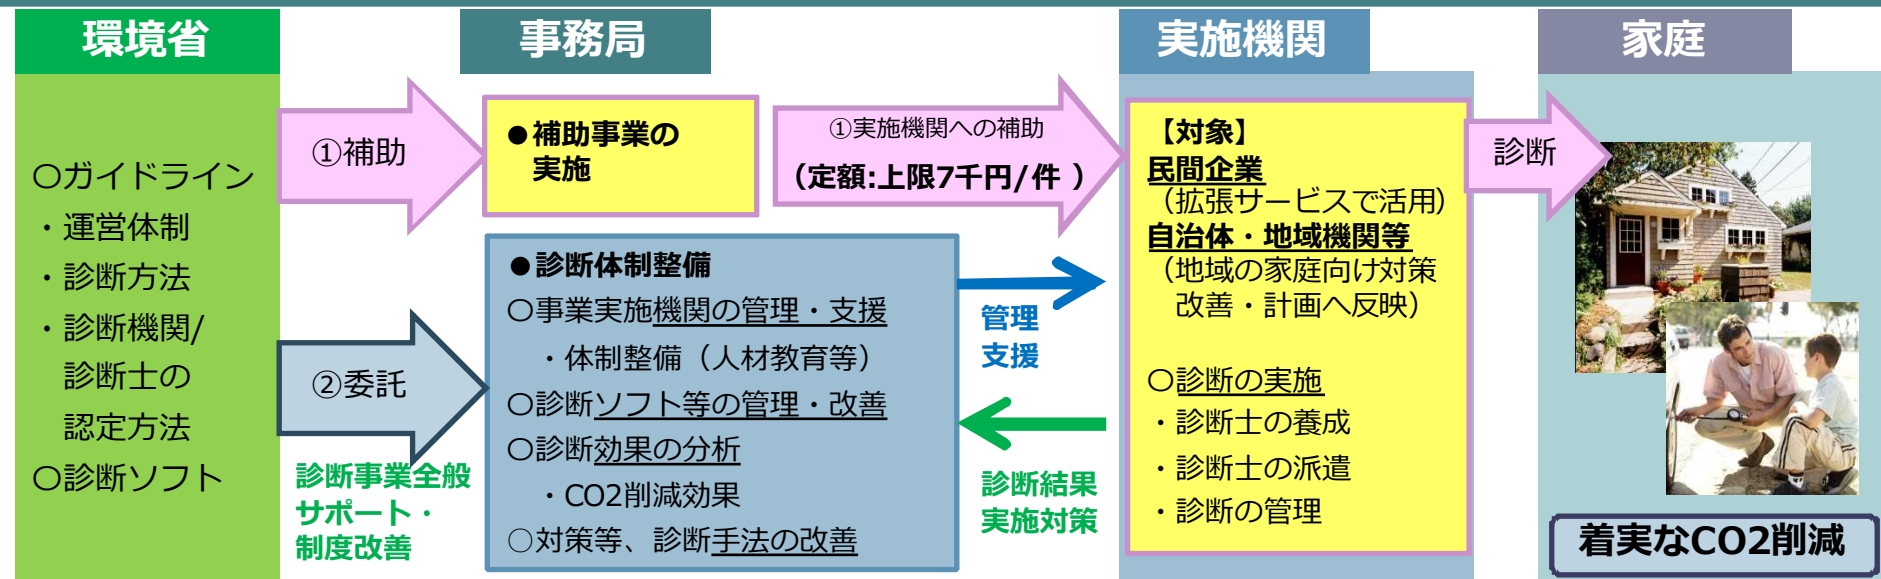 環境省
〇ガイドライン
・運営体制
・診断方法
・診断機関/
診断士の
認定方法
〇診断ソフト
①補助
②委託
診断事業全般
サポート・
制度改善
事務局
●補助事業の
実施
●診断体制整備
〇事業実施機関の管理・支援
・体制整備（人材教育等）
〇診断ソフト等の管理・改善
〇診断効果の分析
・CO2削減効果
○対策等、診断手法の改善
①実施機関への補助
（定額:上限7千円/件 ）
管理
支援
診断結果
実施対策
実施機関
【対象】
民間企業
（拡張サービスで活用）
自治体・地域機関等
（地域の家庭向け対策
改善・計画へ反映）
〇診断の実施
・診断士の養成
・診断士の派遣
・診断の管理
診断
家庭
着実なCO2削減